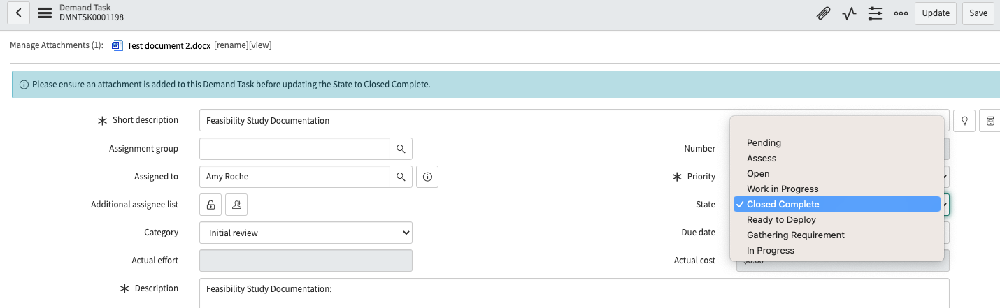 Demand Task
DMNTSK0001198
Update
Save
Manage Attachments (1): Test document 2.docx [rename][view]
Please ensure an attachment is added to this Demand Task before updating the State to Closed Complete.
Short description
Feasibility Study Documentation
Assignment group
Number
Pending
Assess
Assigned to
Amy Roche
Priority
Open
Work in Progress
Additional assignee list
State
Closed Complete
Ready to Deploy
Category
Initial review
Due date
Gathering Requirement
In Progress
Actual effort
Actual cost
Description
Feasibility Study Documentation: